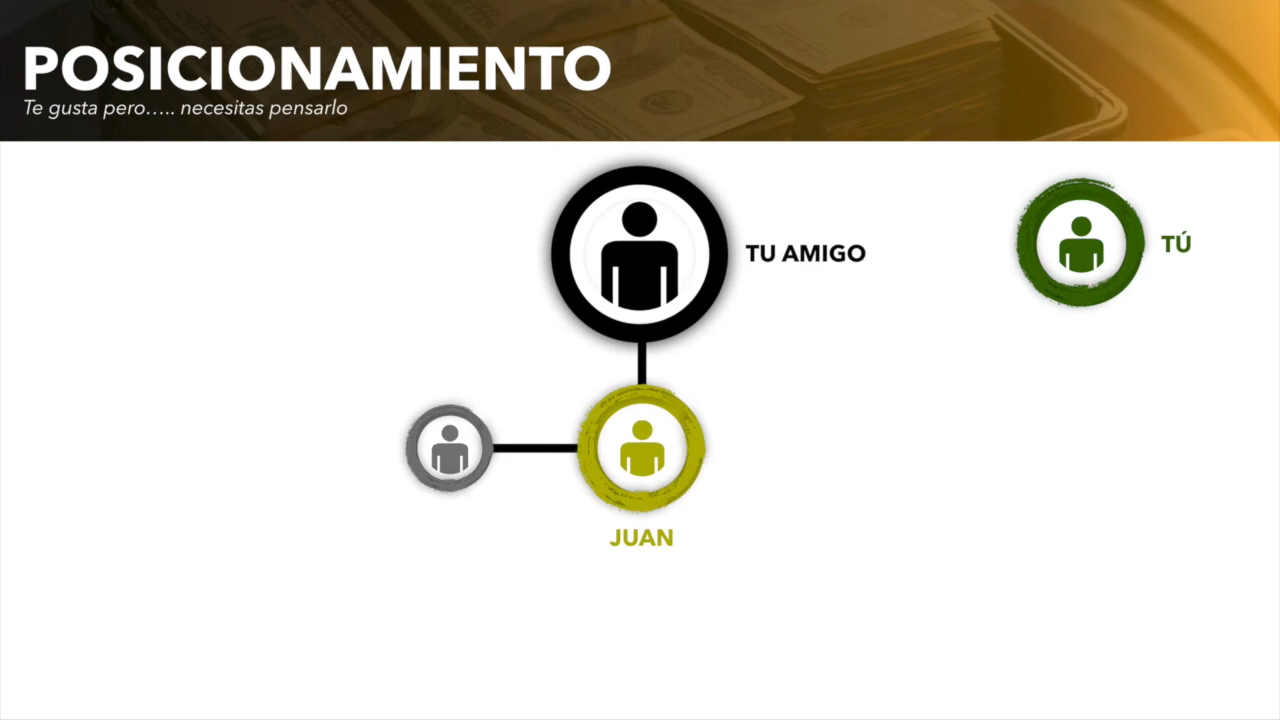 POSICIONAMIENTO
Te gusta pero..... necesitas pensarlo
TU AMIGO
TÚ
JUAN